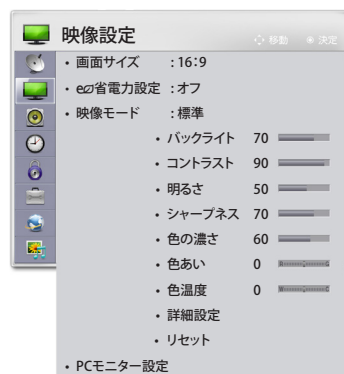 映像設定
移動 決定
・ 画面サイズ : 16:9
・ e省電力設定 : オフ
・ 映像モード : 標準
・ バックライト 70
・ コントラスト 90
・ 明るさ 50
・ シャープネス 70
・ 色の濃さ 60
・ 色あい 0 R G
・ 色温度 0 W C
・ 詳細設定
・ リセット
・ PCモニター設定